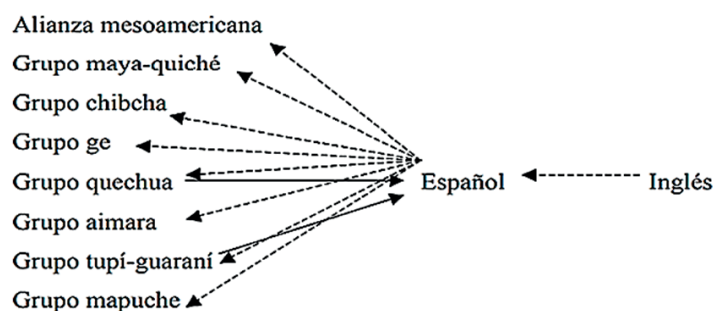 Alianza mesoamericana
Grupo maya-quiché
Grupo chibcha
Grupo ge
Grupo quechua
Español
Inglés
Grupo aimara
Grupo tupí-guaraní
Grupo mapuche